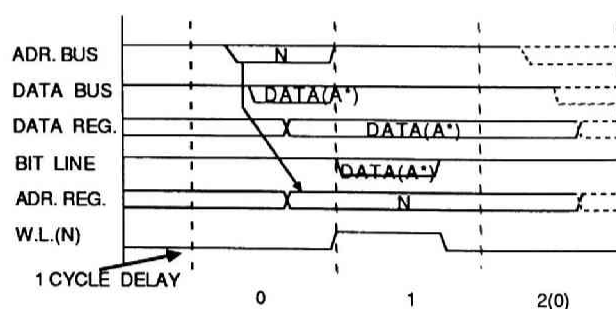 ADR. BUS N
DATA BUS DATA(A*)
DATA REG. DATA(A*)
BIT LINE DATA(A*)
ADR. REG. N
W.L.(N)
1 CYCLE DELAY
0 1 2(0)